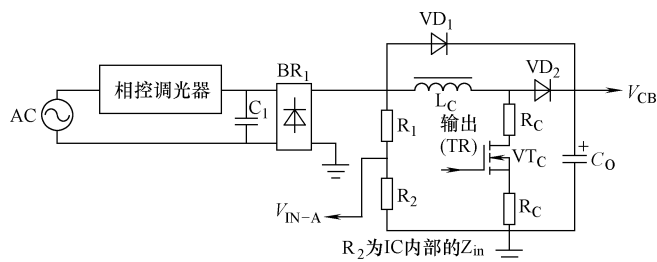 VD1
BR1
VD2
相控调光器
VCB
AC
C1
LC
RC
R1
输出
(TR)
VTC
+
CO
R2
RC
VIN-A
R2为IC内部的Zin